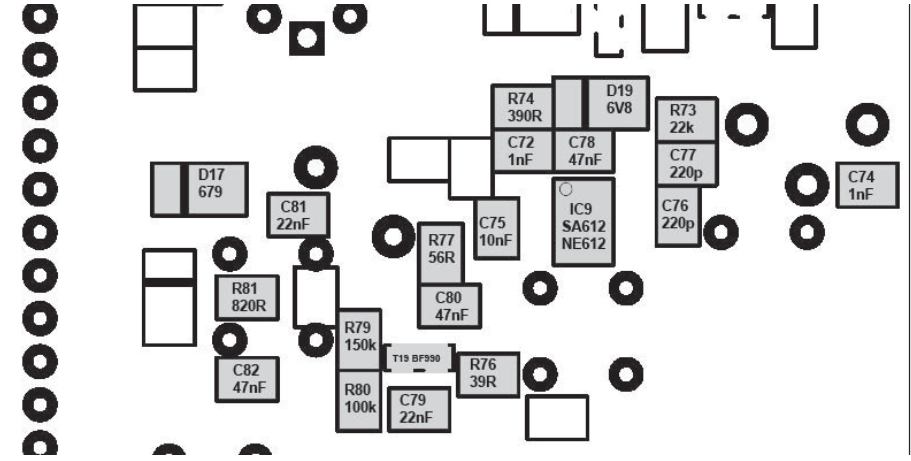 R74
390R
D19
6V8
R73
22k
C72
1nF
C78
47nF
C77
220p
D17
679
C74
1nF
C81
22nF
C75
10nF
IC9
SA612
NE612
C76
220p
R77
56R
R81
820R
C80
47nF
R79
150k
T19 BF990
R76
39R
C82
47nF
R80
100k
C79
22nF